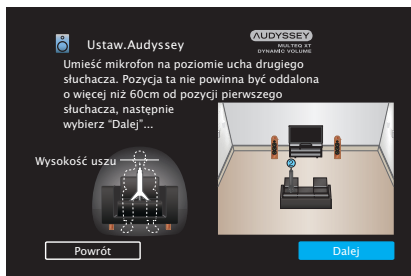 Ustaw.Audyssey
AUDYSSEY
MULTEQ XT
DYNAMIC VOLUME
Umieść mikrofon na poziomie ucha drugiego
słuchacza. Pozycja ta nie powinna być oddalona
o więcej niż 60cm od pozycji pierwszego
słuchacza, następnie
wybierz "Dalej"...
Wysokość uszu
2
Powrót
Dalej